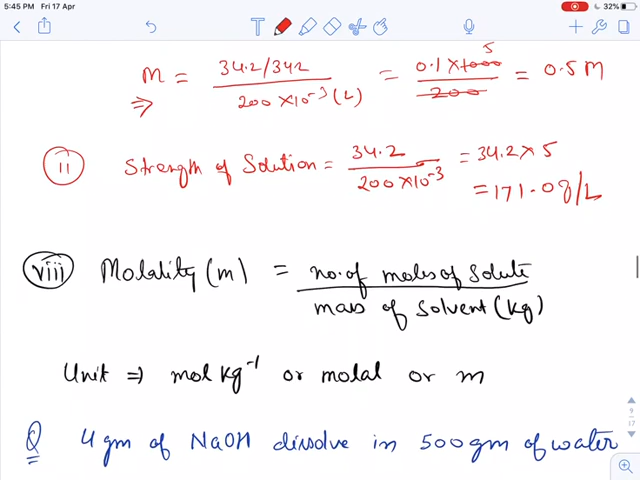 5:45 PM Fri 17 Apr 32%
M = 34.2/342 / 200 × 10⁻³ (L) = 0.1 × 1000 5 / 200 = 0.5 M
⇒
(ii) Strength of Solution = 34.2 / 200 × 10⁻³ = 34.2 × 5
= 171.0 g/L
(viii) Molality (m) = no. of moles of solute / mass of solvent (kg)
Unit ⇒ mol kg⁻¹ or molal or m
Q 4 gm of NaOH dissolve in 500 gm of water
9
17